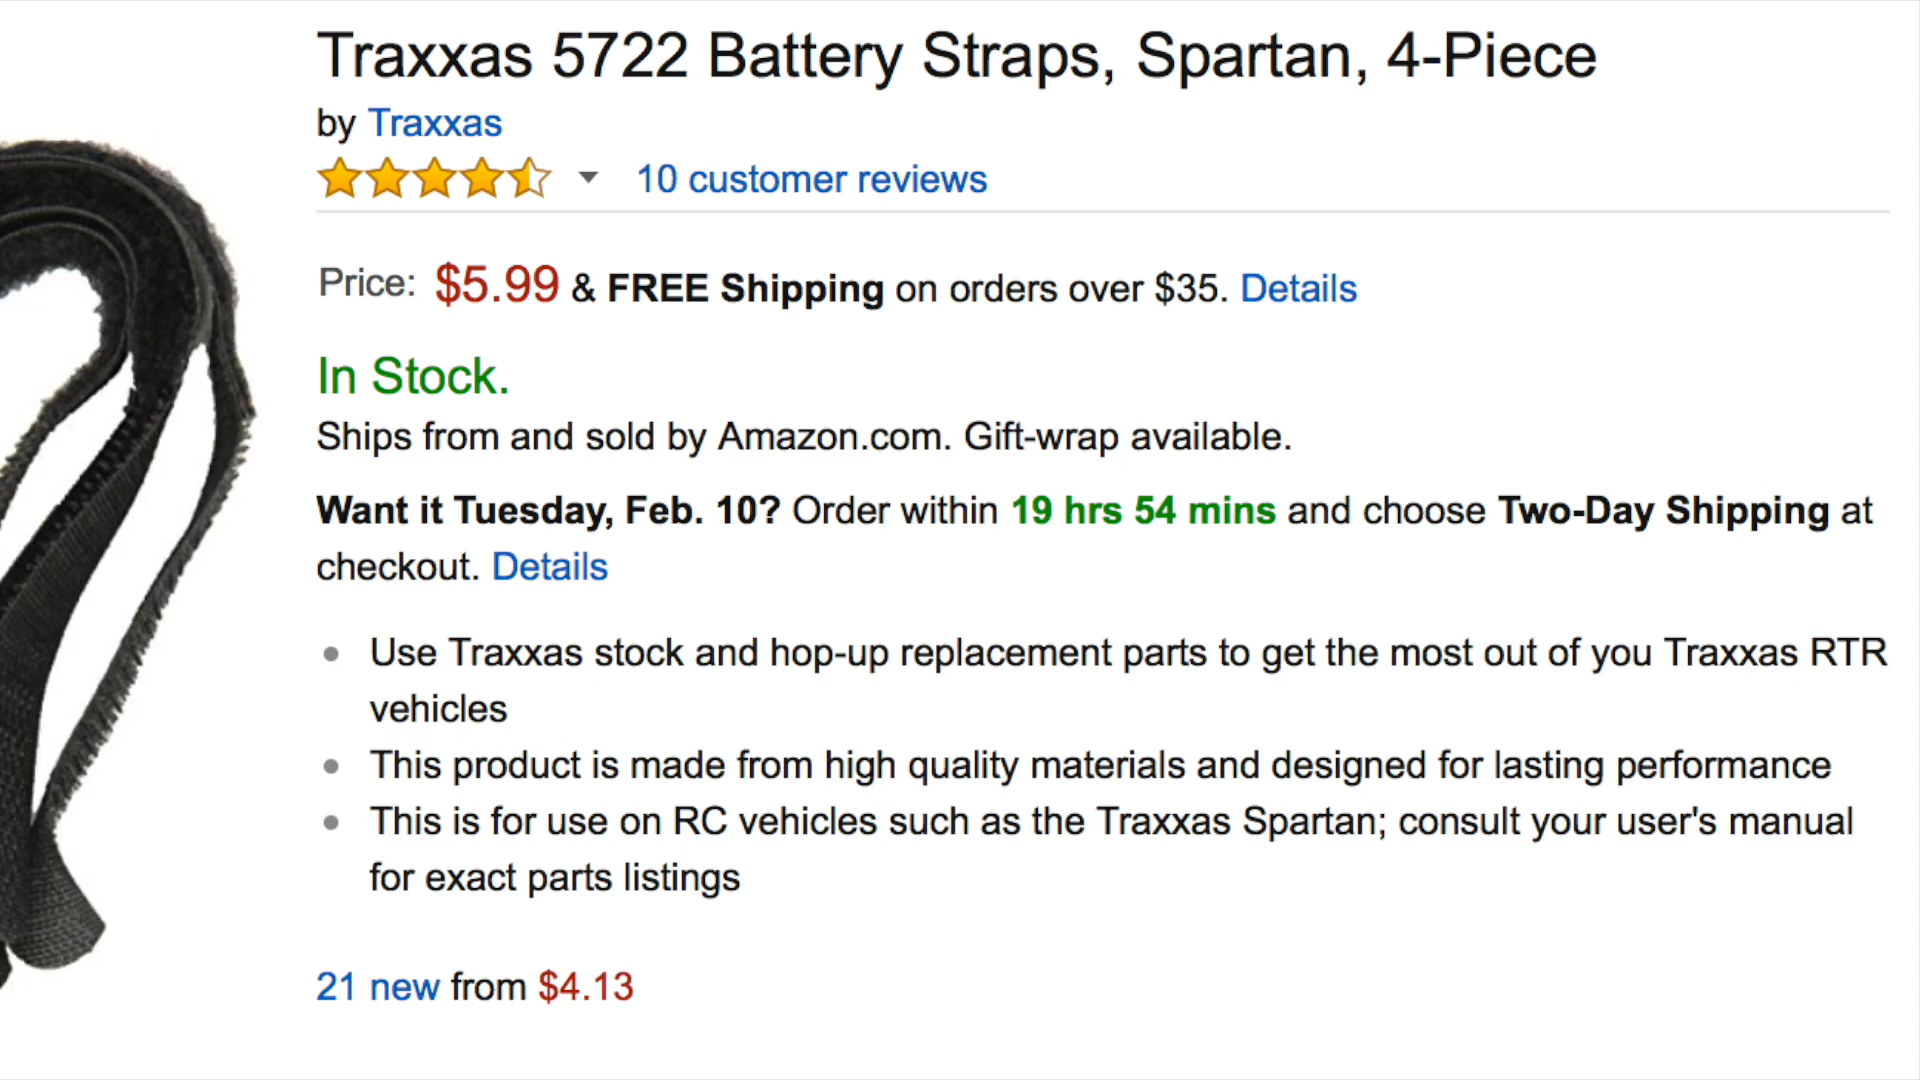 Traxxas 5722 Battery Straps, Spartan, 4-Piece
by Traxxas
10 customer reviews
Price: $5.99 & FREE Shipping on orders over $35. Details
In Stock.
Ships from and sold by Amazon.com. Gift-wrap available.
Want it Tuesday, Feb. 10? Order within 19 hrs 54 mins and choose Two-Day Shipping at
checkout. Details
• Use Traxxas stock and hop-up replacement parts to get the most out of you Traxxas RTR
vehicles
• This product is made from high quality materials and designed for lasting performance
• This is for use on RC vehicles such as the Traxxas Spartan; consult your user's manual
for exact parts listings
21 new from $4.13